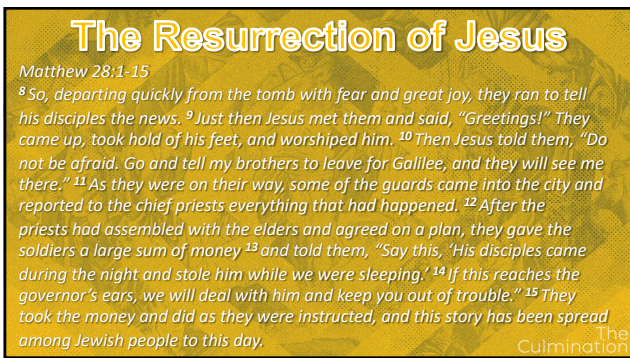 The Resurrection of Jesus
Matthew 28:1-15
8 So, departing quickly from the tomb with fear and great joy, they ran to tell
his disciples the news. 9 Just then Jesus met them and said, “Greetings!” They
came up, took hold of his feet, and worshiped him. 10 Then Jesus told them, “Do
not be afraid. Go and tell my brothers to leave for Galilee, and they will see me
there.” 11 As they were on their way, some of the guards came into the city and
reported to the chief priests everything that had happened. 12 After the
priests had assembled with the elders and agreed on a plan, they gave the
soldiers a large sum of money 13 and told them, “Say this, ‘His disciples came
during the night and stole him while we were sleeping.’ 14 If this reaches the
governor’s ears, we will deal with him and keep you out of trouble.” 15 They
took the money and did as they were instructed, and this story has been spread
among Jewish people to this day.
The
Culmination